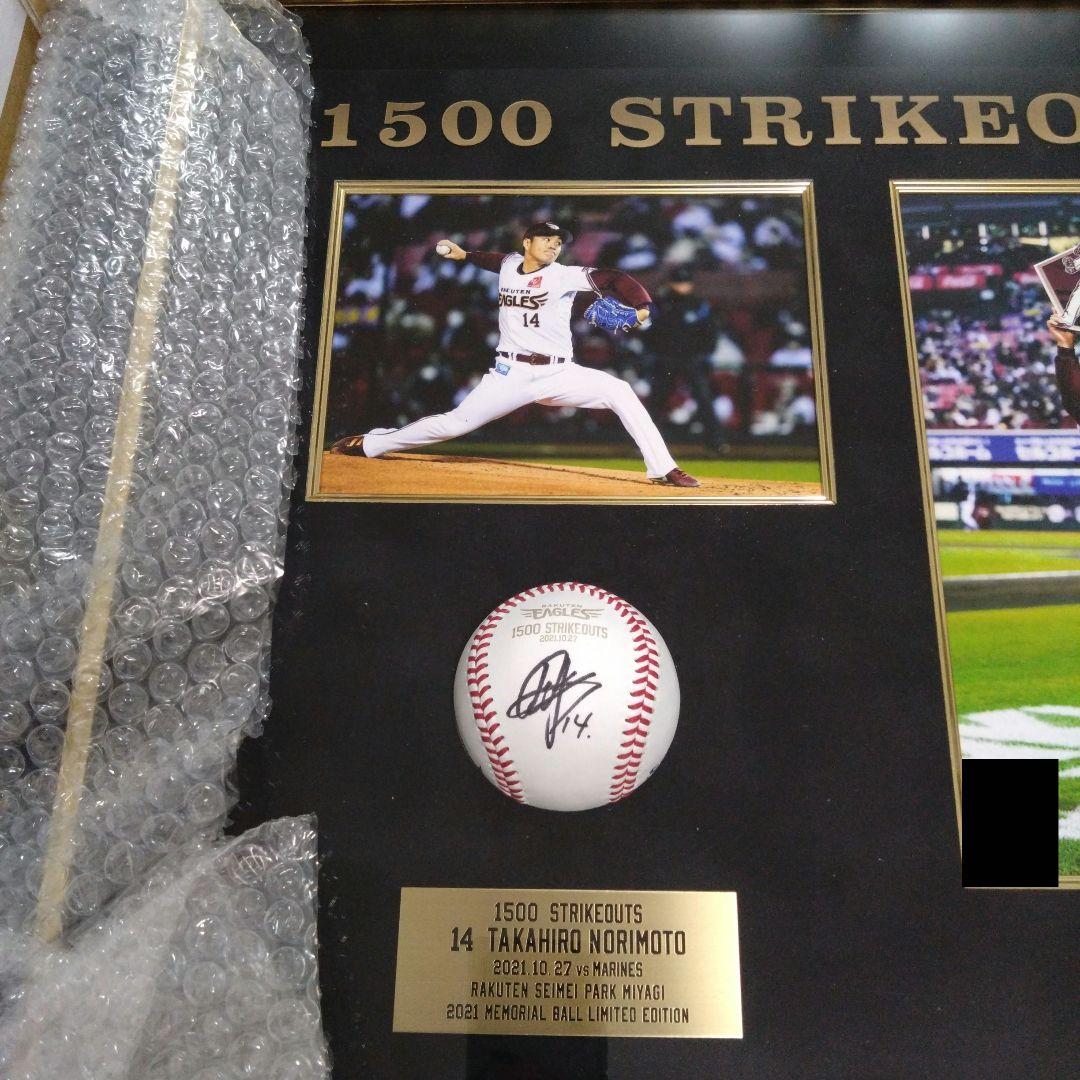 1500 STRIKEO
RAKUTEN
EAGLES
14
RAKUTEN
EAGLES
1500 STRIKEOUTS
2021.10.27
14.
1500 STRIKEOUTS
14 TAKAHIRO NORIMOTO
2021.10.27 vs MARINES
RAKUTEN SEIMEI PARK MIYAGI
2021 MEMORIAL BALL LIMITED EDITION